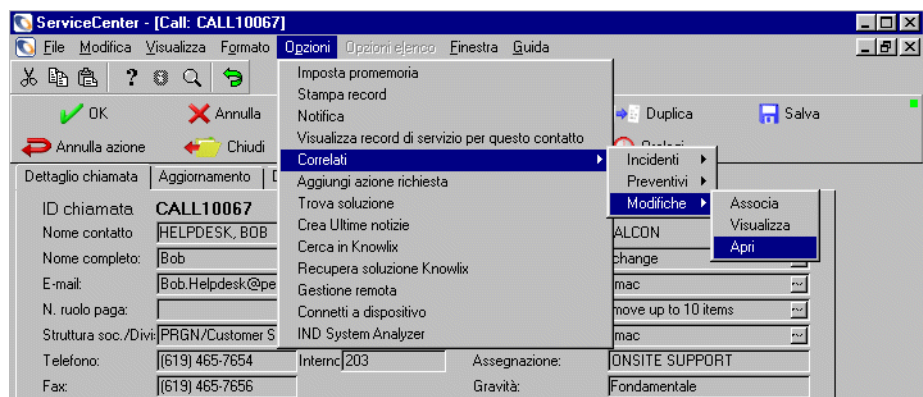 ServiceCenter - [Call: CALL10067]
File Modifica Visualizza Formato Opzioni Opzioni elenco Finestra Guida
Imposta promemoria
Stampa record
OK Annulla Notifica Duplica Salva
Visualizza record di servizio per questo contatto
Annulla azione Chiudi Orologi
Correlati Incidenti
Dettaglio chiamata Aggiornamento Aggiungi azione richiesta Preventivi
ID chiamata CALL10067 Trova soluzione Modifiche Associa
Nome contatto HELPDESK, BOB Crea Ultime notizie ALCON Visualizza
Cerca in Knowlix Apri
Nome completo: Bob change
Recupera soluzione Knowlix
E-mail: Bob.Helpdesk@pe Gestione remota mac
N. ruolo paga: Connetti a dispositivo move up to 10 items
Struttura soc./Divi PRGN/Customer S IND System Analyzer mac
Telefono: (619) 465-7654 Interno 203 Assegnazione: ONSITE SUPPORT
Fax: (619) 465-7656 Gravità: Fondamentale